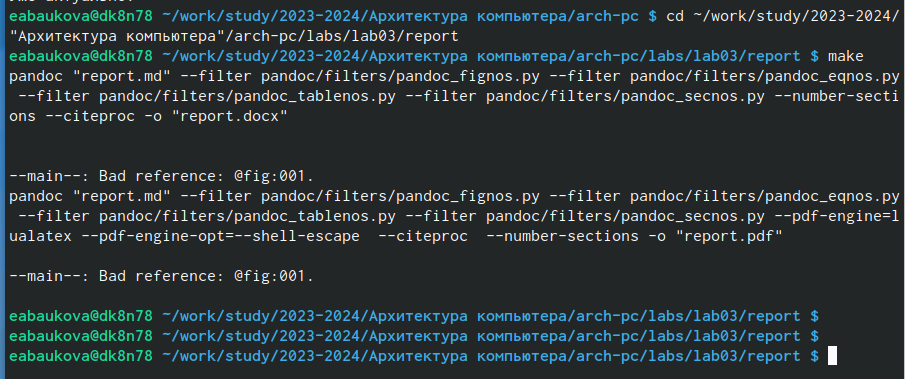 eabaukova@dk8n78 ~/work/study/2023-2024/Архитектура компьютера/arch-pc $ cd ~/work/study/2023-2024/
"Архитектура компьютера"/arch-pc/labs/lab03/report
eabaukova@dk8n78 ~/work/study/2023-2024/Архитектура компьютера/arch-pc/labs/lab03/report $ make
pandoc "report.md" --filter pandoc/filters/pandoc_fignos.py --filter pandoc/filters/pandoc_eqnos.py
 --filter pandoc/filters/pandoc_tablenos.py --filter pandoc/filters/pandoc_secnos.py --number-secti
ons --citeproc -o "report.docx"
--main--: Bad reference: @fig:001.
pandoc "report.md" --filter pandoc/filters/pandoc_fignos.py --filter pandoc/filters/pandoc_eqnos.py
 --filter pandoc/filters/pandoc_tablenos.py --filter pandoc/filters/pandoc_secnos.py --pdf-engine=l
ualatex --pdf-engine-opt=--shell-escape  --citeproc  --number-sections -o "report.pdf"
--main--: Bad reference: @fig:001.
eabaukova@dk8n78 ~/work/study/2023-2024/Архитектура компьютера/arch-pc/labs/lab03/report $
eabaukova@dk8n78 ~/work/study/2023-2024/Архитектура компьютера/arch-pc/labs/lab03/report $
eabaukova@dk8n78 ~/work/study/2023-2024/Архитектура компьютера/arch-pc/labs/lab03/report $